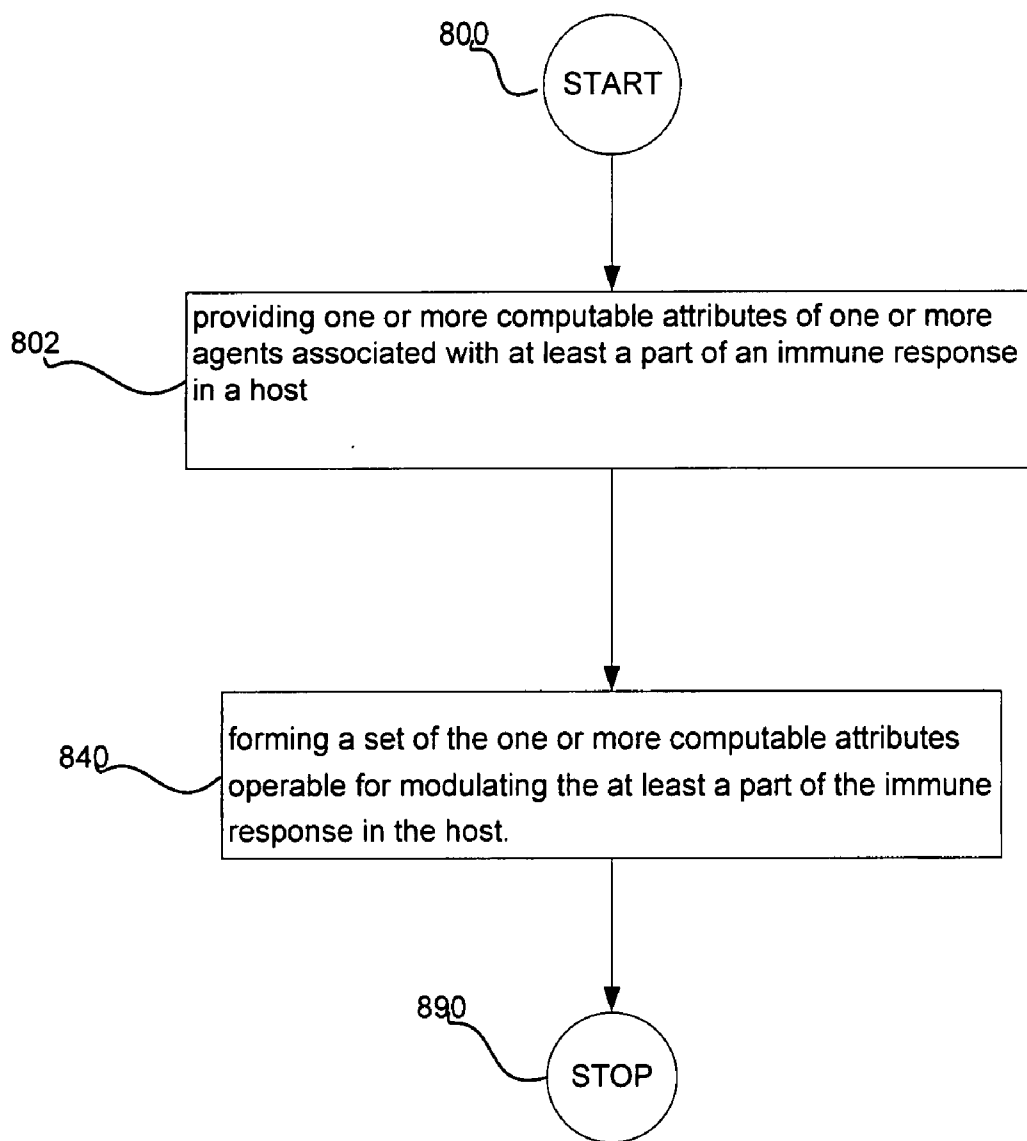 800
START
802
providing one or more computable attributes of one or more
agents associated with at least a part of an immune response
in a host
840
forming a set of the one or more computable attributes
operable for modulating the at least a part of the immune
response in the host.
890
STOP